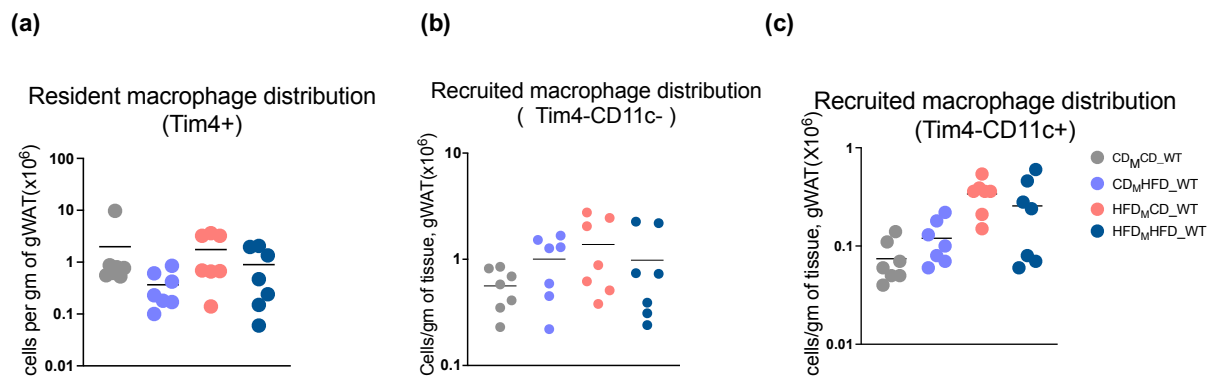 (a)
Resident macrophage distribution
(Tim4+)
cells per gm of gWAT(x10⁶)
100
10
1
0.1
0.01
(b)
Recruited macrophage distribution
( Tim4-CD11c- )
Cells/gm of tissue, gWAT(x10⁶)
10
1
0.1
(c)
Recruited macrophage distribution
(Tim4-CD11c+)
cells/gm of tissue, gWAT(X10⁶)
1
0.1
0.01
CD_MCD_WT
CD_MHFD_WT
HFD_MCD_WT
HFD_MHFD_WT